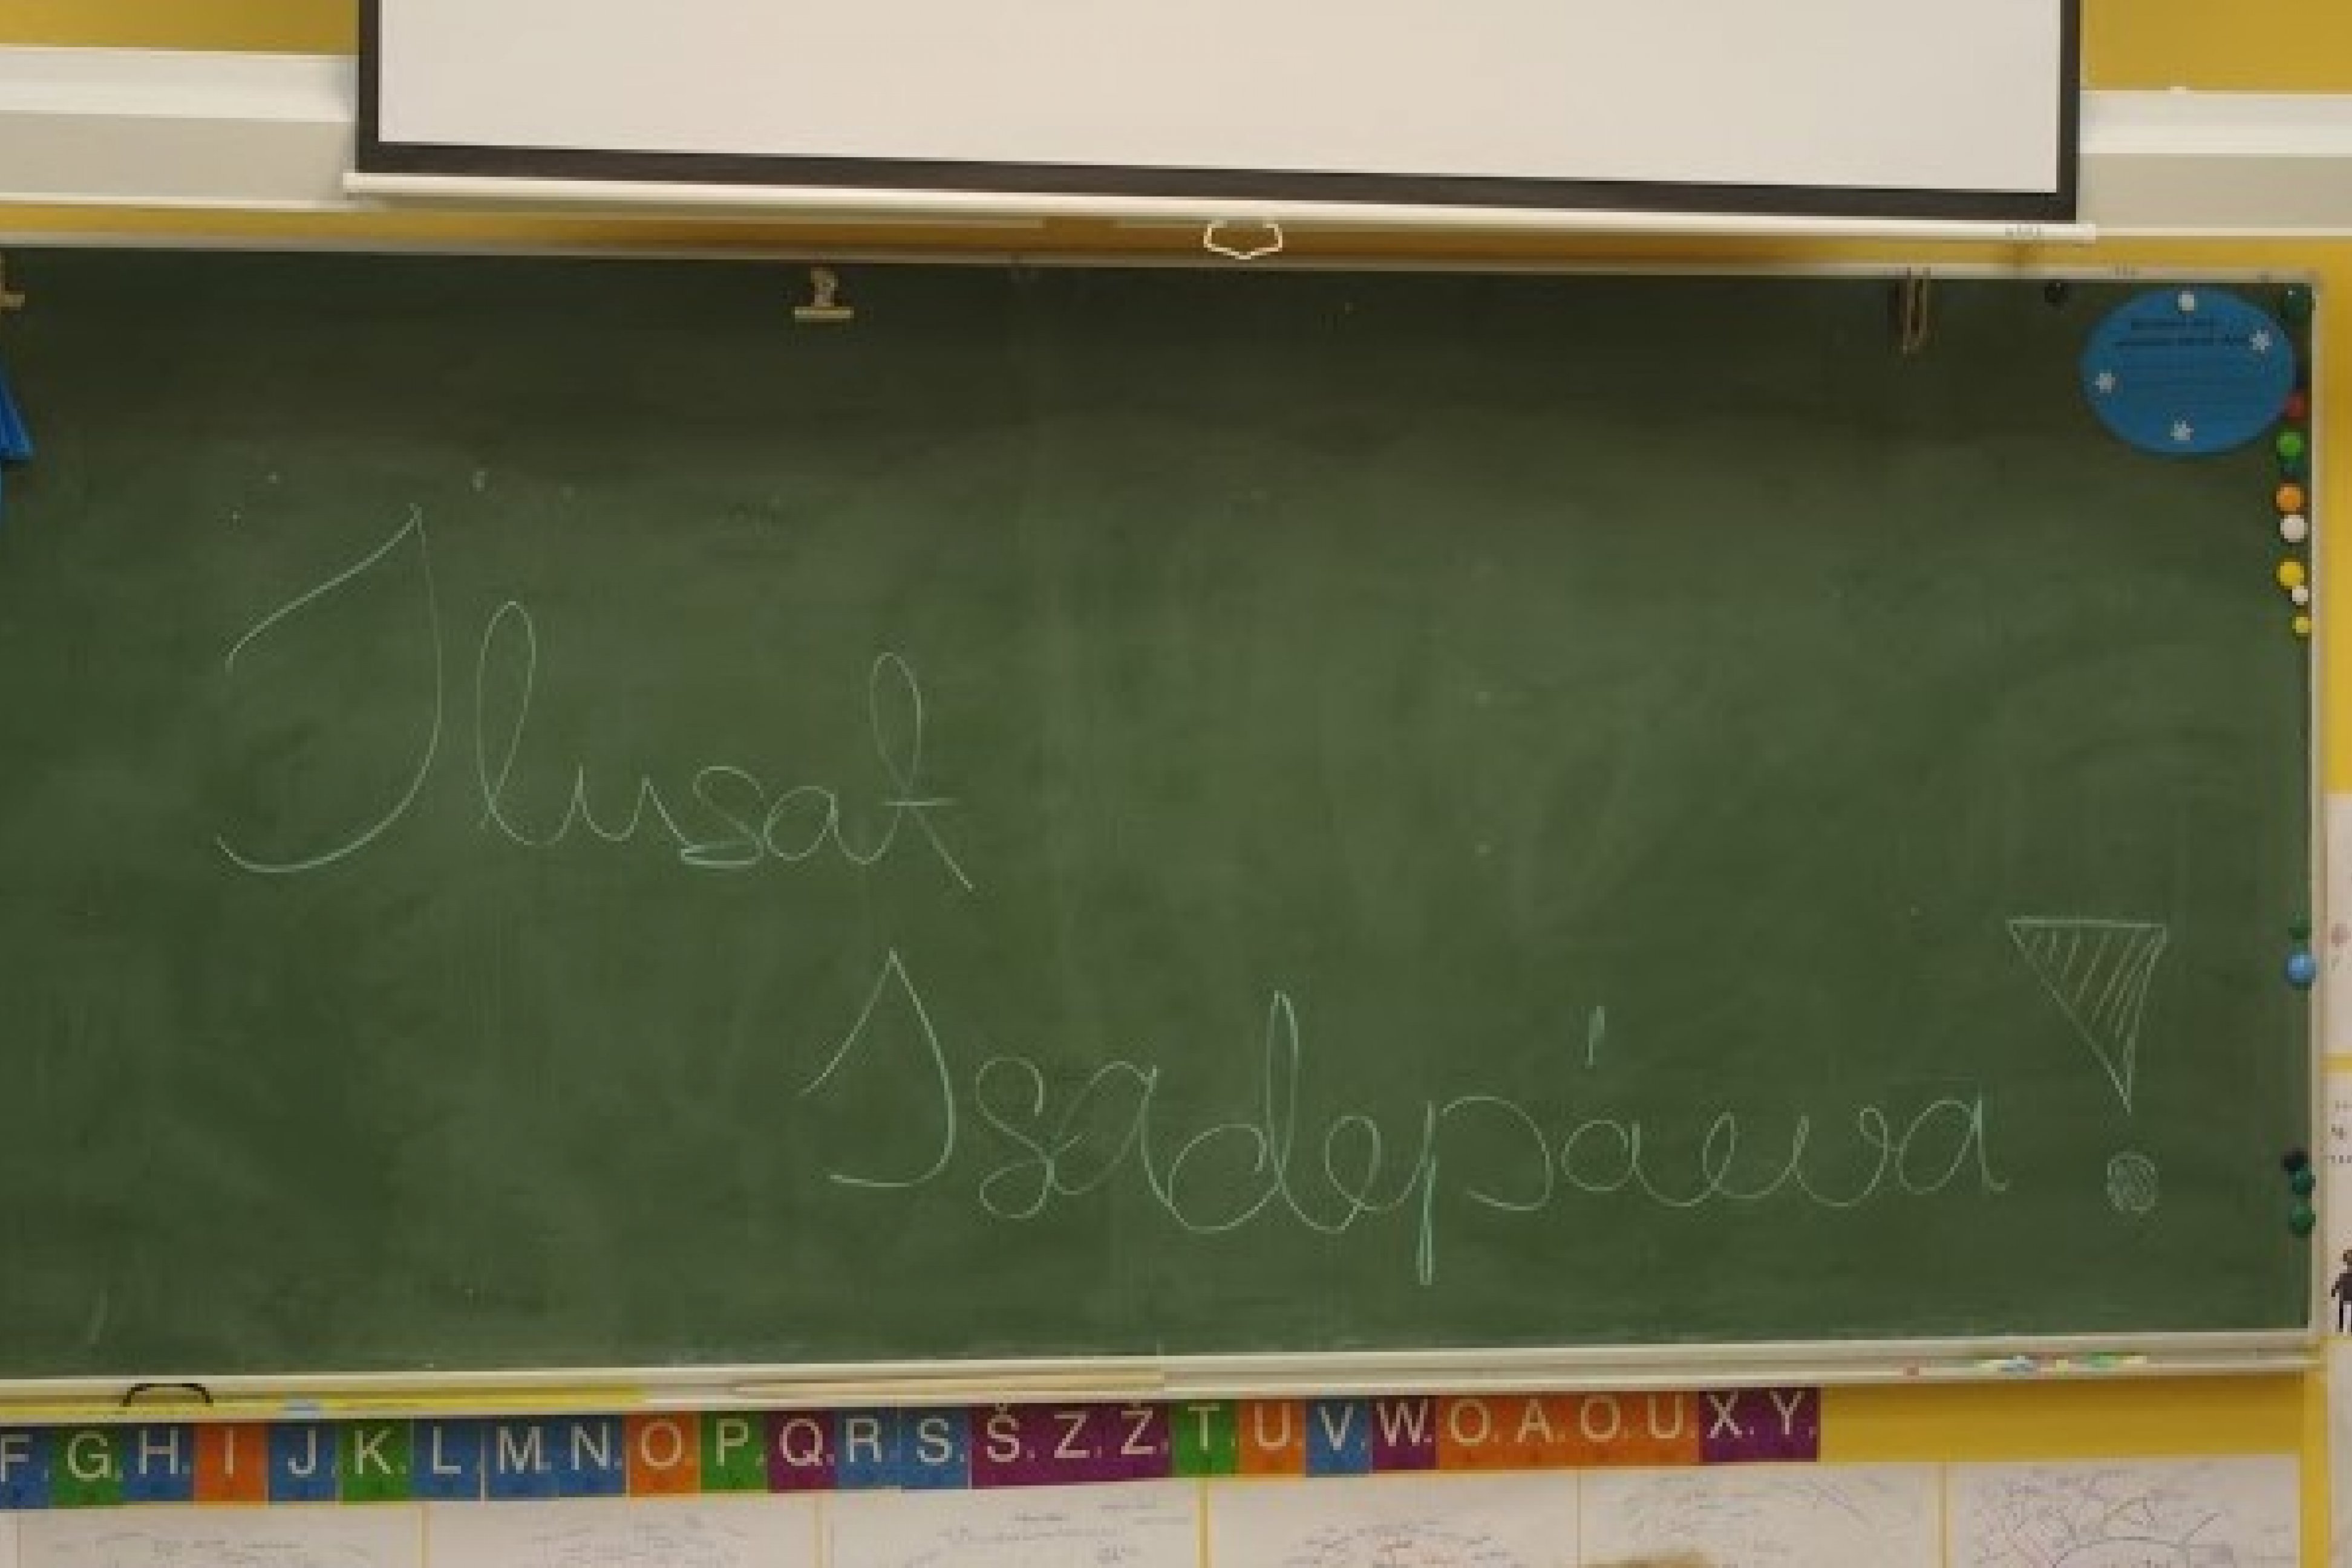 Ilusat
Isadepäeva!
F. G. H. I J. K. L. M. N. O. P. Q. R. S. Š. Z. Ž. T. U. V. W. O. A. O. U. X. Y.